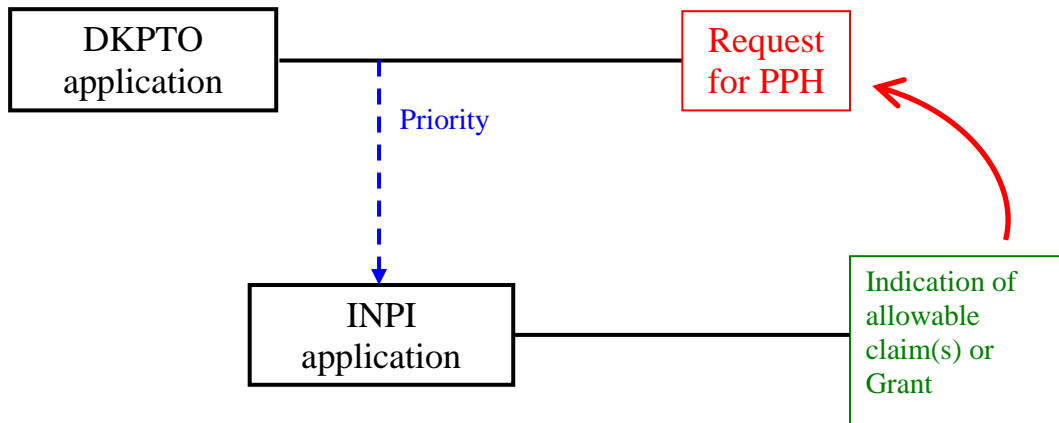 DKPTO
application
Request
for PPH
Priority
INPI
application
Indication of
allowable
claim(s) or
Grant